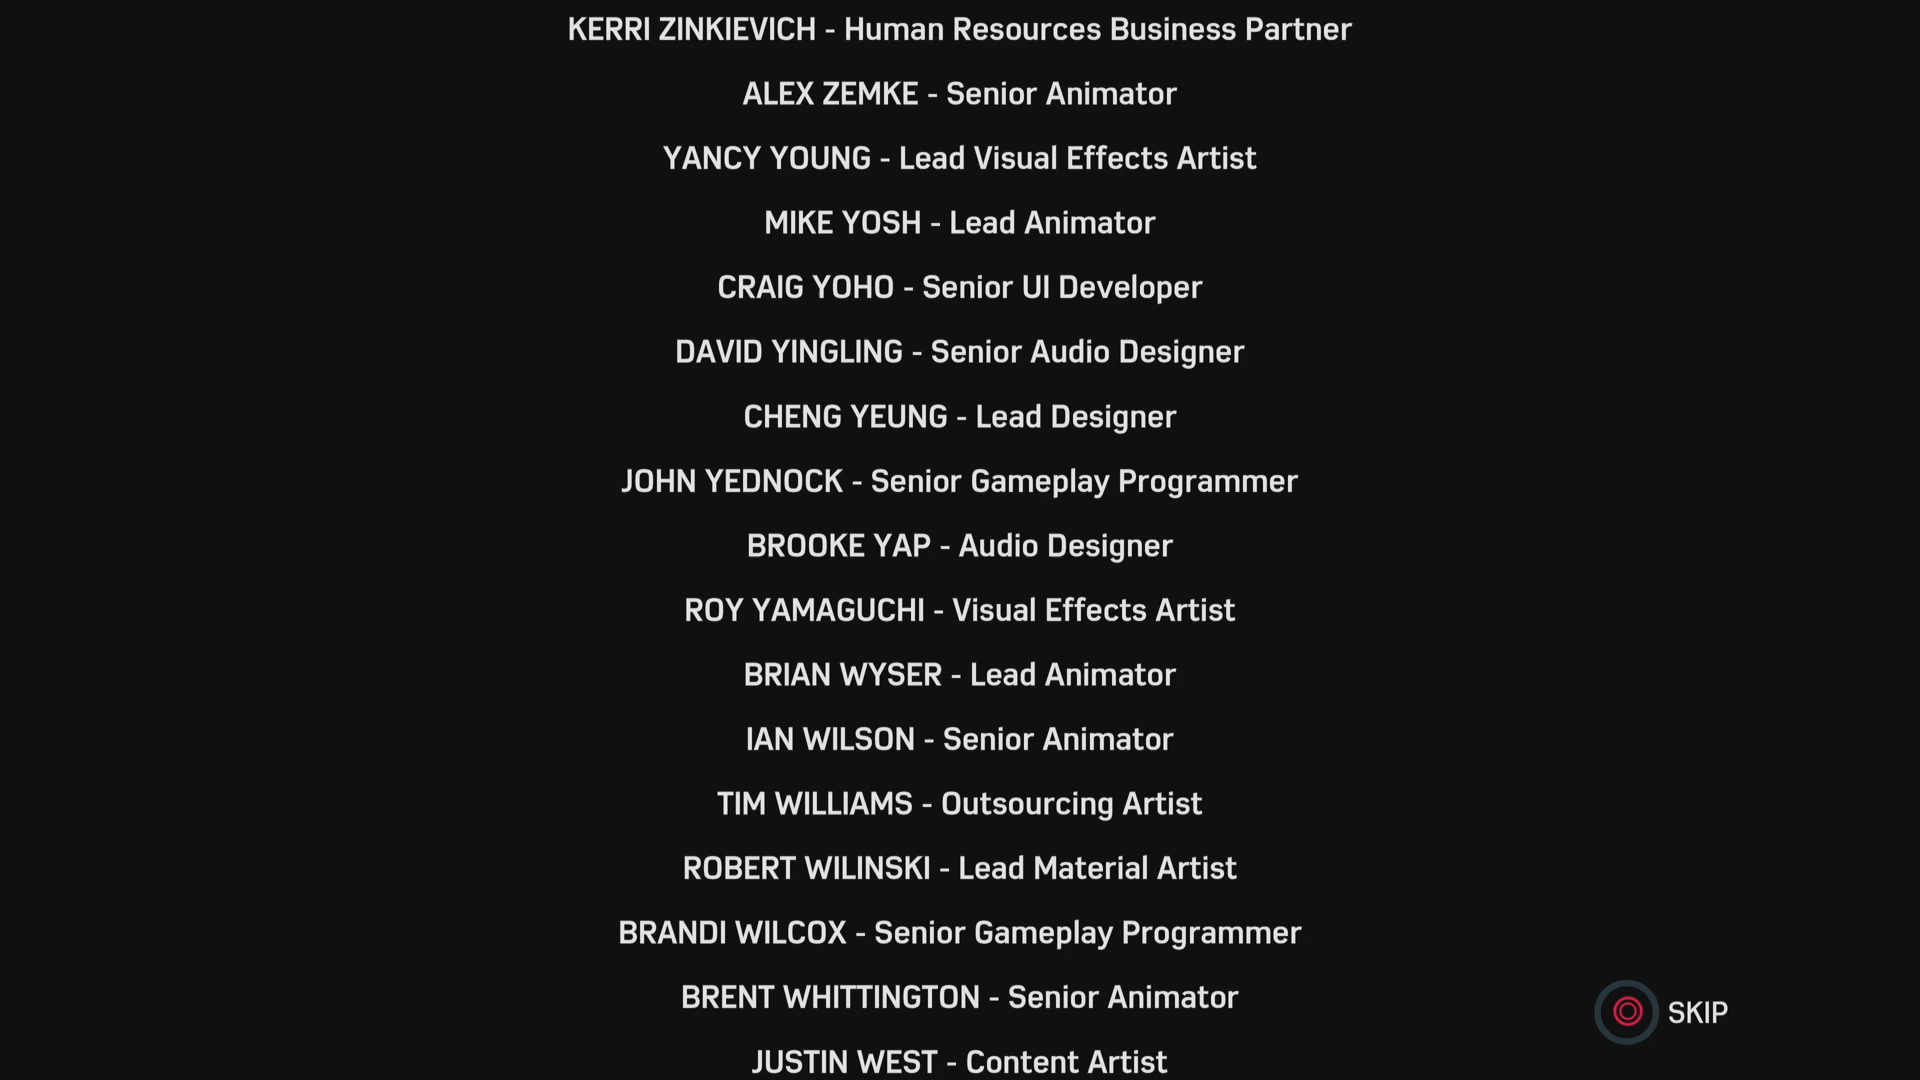 KERRI ZINKIEVICH - Human Resources Business Partner
ALEX ZEMKE - Senior Animator
YANCY YOUNG - Lead Visual Effects Artist
MIKE YOSH - Lead Animator
CRAIG YOHO - Senior UI Developer
DAVID YINGLING - Senior Audio Designer
CHENG YEUNG - Lead Designer
JOHN YEDNOCK - Senior Gameplay Programmer
BROOKE YAP - Audio Designer
ROY YAMAGUCHI - Visual Effects Artist
BRIAN WYSER - Lead Animator
IAN WILSON - Senior Animator
TIM WILLIAMS - Outsourcing Artist
ROBERT WILINSKI - Lead Material Artist
BRANDI WILCOX - Senior Gameplay Programmer
BRENT WHITTINGTON - Senior Animator
SKIP
JUSTIN WEST - Content Artist